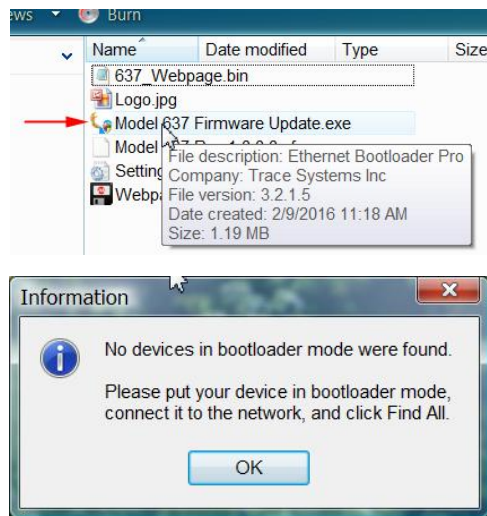 ews Burn
Name Date modified Type Size
637_Webpage.bin
Logo.jpg
Model 637 Firmware Update.exe
Model
File description: Ethernet Bootloader Pro
Setting
Company: Trace Systems Inc
Webpa
File version: 3.2.1.5
Date created: 2/9/2016 11:18 AM
Size: 1.19 MB
Information
No devices in bootloader mode were found.
Please put your device in bootloader mode,
connect it to the network, and click Find All.
OK